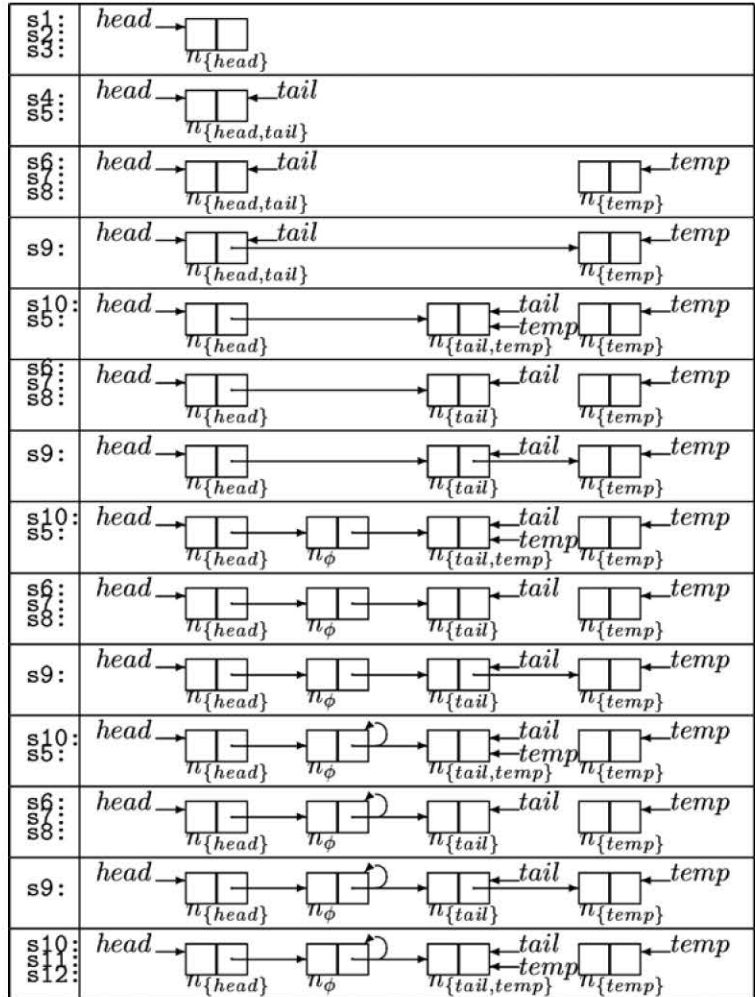 s1: head
s2:
s3:
n{head}
s4: head tail
s5:
n{head,tail}
s6: head tail temp
s7:
s8:
n{head,tail} n{temp}
s9: head tail temp
n{head,tail} n{temp}
s10: head tail temp
s5: temp
n{head} n{tail,temp} n{temp}
s6: head tail temp
s7:
s8:
n{head} n{tail} n{temp}
s9: head tail temp
n{head} n{tail} n{temp}
s10: head tail temp
s5: temp
n{head} nϕ n{tail,temp} n{temp}
s6: head tail temp
s7:
s8:
n{head} nϕ n{tail} n{temp}
s9: head tail temp
n{head} nϕ n{tail} n{temp}
s10: head tail temp
s5: temp
n{head} nϕ n{tail,temp} n{temp}
s6: head tail temp
s7:
s8:
n{head} nϕ n{tail} n{temp}
s9: head tail temp
n{head} nϕ n{tail} n{temp}
s10: head tail temp
s11: temp
s12:
n{head} nϕ n{tail,temp} n{temp}